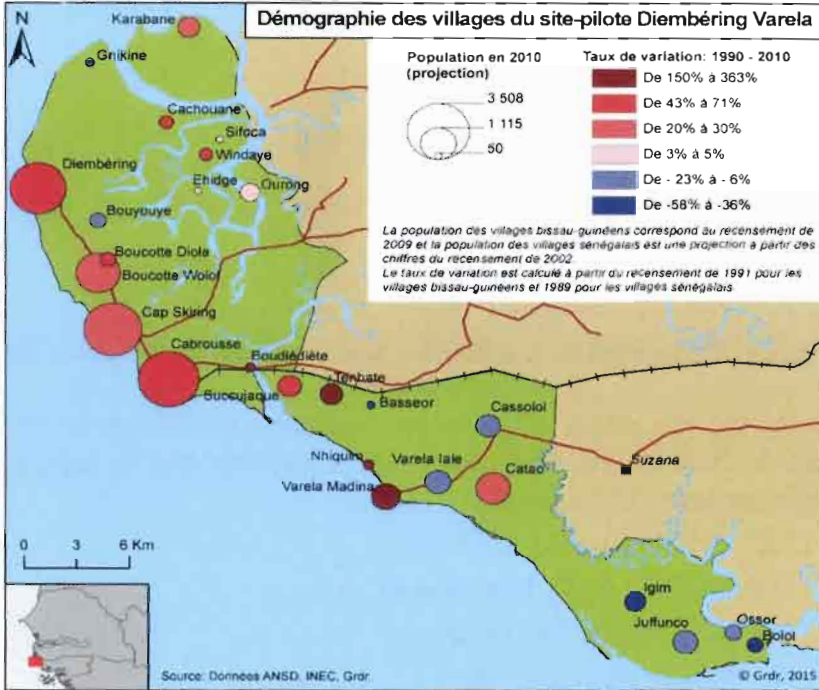 Démographie des villages du site-pilote Diembéring Varela
N
Population en 2010
(projection)
3 508
1 115
50
Taux de variation: 1990 - 2010
De 150% à 363%
De 43% à 71%
De 20% à 30%
De 3% à 5%
De - 23% à - 6%
De -58% à -36%
La population des villages bissau-guinéens correspond au recensement de
2009 et la population des villages sénégalais est une projection à partir des
chiffres du recensement de 2002.
Le taux de variation est calculé à partir du recensement de 1991 pour les
villages bissau-guinéens et 1989 pour les villages sénégalais
Karabane
Gnikine
Cachouane
Sifoca
Windaye
Diembéring
Ehidge
Ourong
Bouyouye
Boucotte Diola
Boucotte Wolof
Cap Skiring
Cabrousse
Boudiédiète
Succujaque
Tenhate
Basseor
Cassolol
Nhiquim
Varela Iale
Catao
Suzana
Varela Madina
0 3 6 Km
Igim
Juffunco
Ossor
Bolol
Source: Données ANSD, INEC, Grdr
© Grdr, 2015